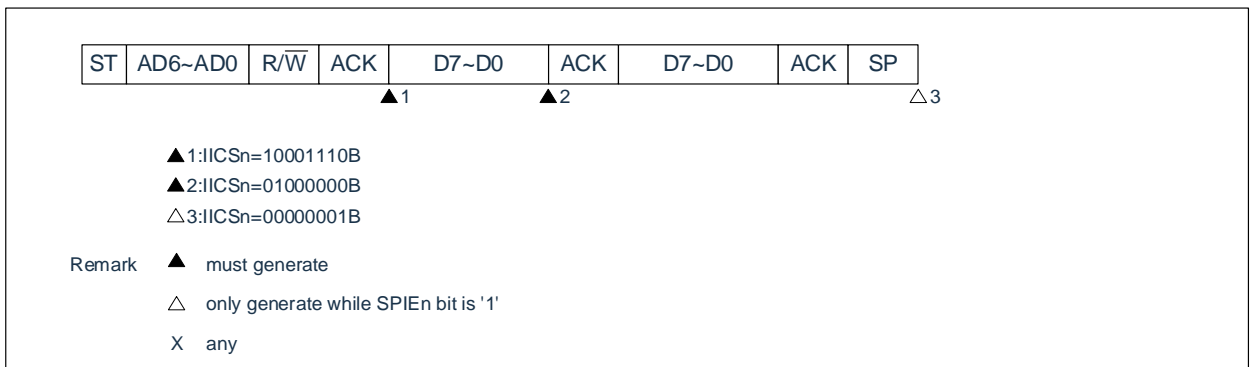 ST AD6~AD0 R/W̅ ACK D7~D0 ACK D7~D0 ACK SP
▲1 ▲2 △3
▲1:IICSn=10001110B
▲2:IICSn=01000000B
△3:IICSn=00000001B
Remark ▲ must generate
△ only generate while SPIEn bit is '1'
X any